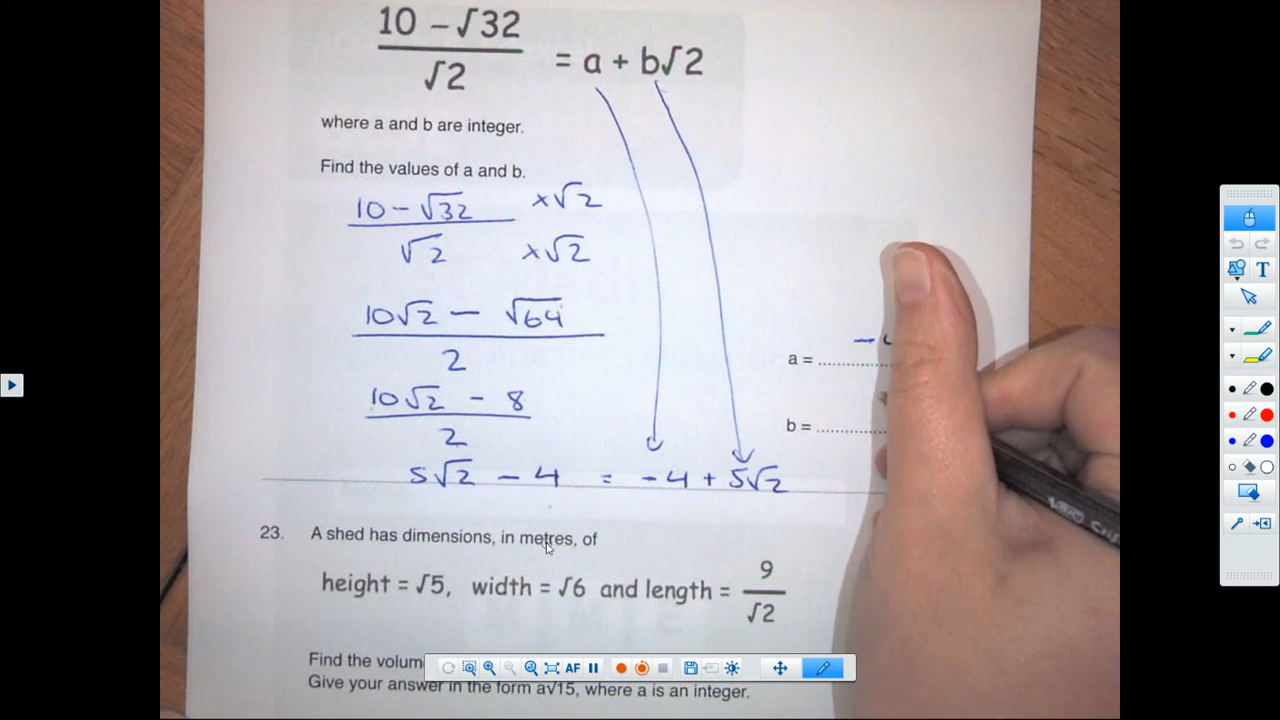 10 - √32
= a + b√2
√2
where a and b are integer.
Find the values of a and b.
10 - √32 ×√2
√2 ×√2
10√2 - √64
2
a = .............. -4
10√2 - 8
2
b = ..............
5√2 - 4 = -4 + 5√2
23. A shed has dimensions, in metres, of
height = √5, width = √6 and length = 9
√2
Find the
Give your answer in the form a√15, where a is an integer.
AF
T